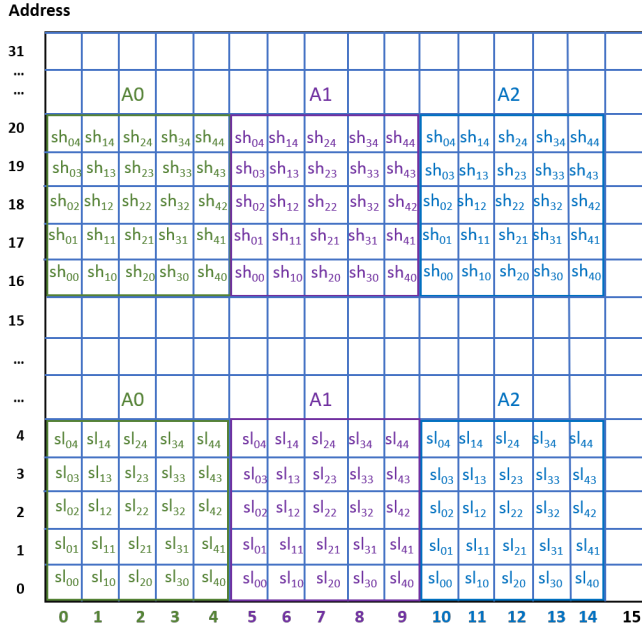 Address
31
...
... A0 A1 A2
20 sh04 sh14 sh24 sh34 sh44 sh04 sh14 sh24 sh34 sh44 sh04 sh14 sh24 sh34 sh44
19 sh03 sh13 sh23 sh33 sh43 sh03 sh13 sh23 sh33 sh43 sh03 sh13 sh23 sh33 sh43
18 sh02 sh12 sh22 sh32 sh42 sh02 sh12 sh22 sh32 sh42 sh02 sh12 sh22 sh32 sh42
17 sh01 sh11 sh21 sh31 sh41 sh01 sh11 sh21 sh31 sh41 sh01 sh11 sh21 sh31 sh41
16 sh00 sh10 sh20 sh30 sh40 sh00 sh10 sh20 sh30 sh40 sh00 sh10 sh20 sh30 sh40
15
...
... A0 A1 A2
4 sl04 sl14 sl24 sl34 sl44 sl04 sl14 sl24 sl34 sl44 sl04 sl14 sl24 sl34 sl44
3 sl03 sl13 sl23 sl33 sl43 sl03 sl13 sl23 sl33 sl43 sl03 sl13 sl23 sl33 sl43
2 sl02 sl12 sl22 sl32 sl42 sl02 sl12 sl22 sl32 sl42 sl02 sl12 sl22 sl32 sl42
1 sl01 sl11 sl21 sl31 sl41 sl01 sl11 sl21 sl31 sl41 sl01 sl11 sl21 sl31 sl41
0 sl00 sl10 sl20 sl30 sl40 sl00 sl10 sl20 sl30 sl40 sl00 sl10 sl20 sl30 sl40
0 1 2 3 4 5 6 7 8 9 10 11 12 13 14 15